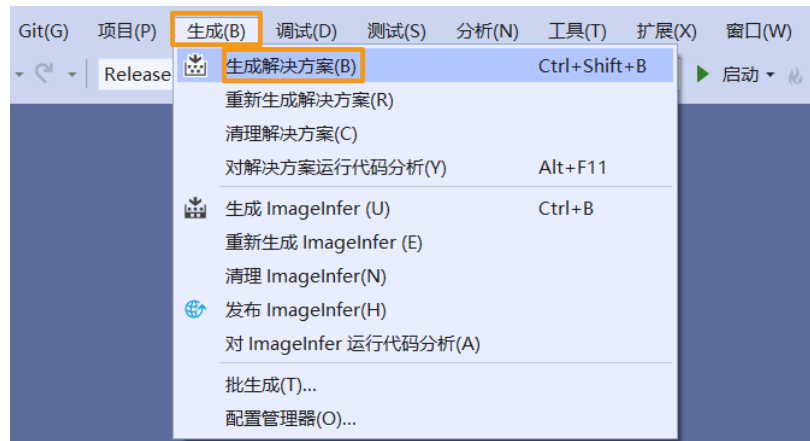 Git(G) 项目(P) 生成(B) 调试(D) 测试(S) 分析(N) 工具(T) 扩展(X) 窗口(W)
Release 启动
生成解决方案(B) Ctrl+Shift+B
重新生成解决方案(R)
清理解决方案(C)
对解决方案运行代码分析(Y) Alt+F11
生成 ImageInfer (U) Ctrl+B
重新生成 ImageInfer (E)
清理 ImageInfer(N)
发布 ImageInfer(H)
对 ImageInfer 运行代码分析(A)
批生成(T)...
配置管理器(O)...